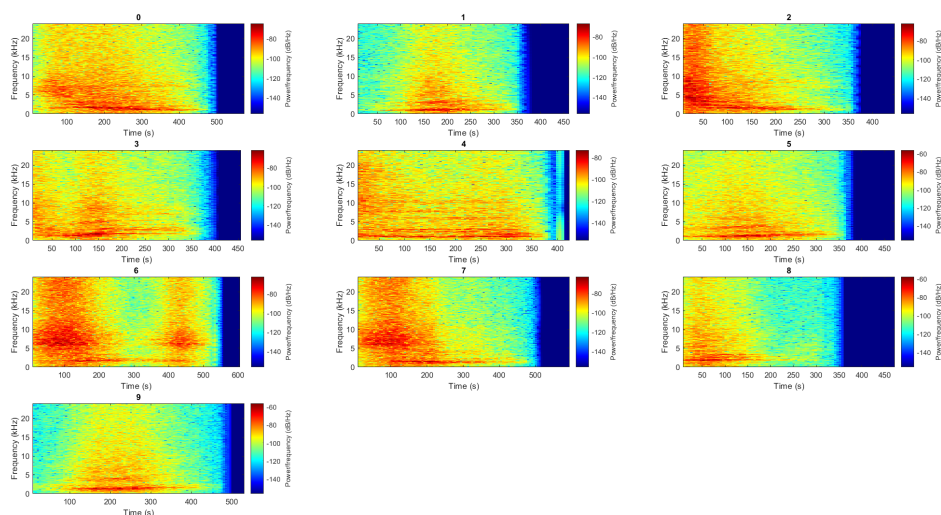 0
Frequency (kHz)
20
15
10
5
0
100 200 300 400 500
Time (s)
-80
-100
-120
-140
Power/frequency (dB/Hz)
1
Frequency (kHz)
20
15
10
5
0
50 100 150 200 250 300 350 400 450
Time (s)
-80
-100
-120
-140
Power/frequency (dB/Hz)
2
Frequency (kHz)
20
15
10
5
0
50 100 150 200 250 300 350 400
Time (s)
-80
-100
-120
-140
Power/frequency (dB/Hz)
3
Frequency (kHz)
20
15
10
5
0
50 100 150 200 250 300 350 400 450
Time (s)
-80
-100
-120
-140
Power/frequency (dB/Hz)
4
Frequency (kHz)
20
15
10
5
0
50 100 150 200 250 300 350 400
Time (s)
-80
-100
-120
-140
Power/frequency (dB/Hz)
5
Frequency (kHz)
20
15
10
5
0
50 100 150 200 250 300 350 400 450
Time (s)
-80
-100
-120
-140
Power/frequency (dB/Hz)
6
Frequency (kHz)
20
15
10
5
0
100 200 300 400 500 600
Time (s)
-80
-100
-120
-140
Power/frequency (dB/Hz)
7
Frequency (kHz)
20
15
10
5
0
100 200 300 400 500
Time (s)
-80
-100
-120
-140
Power/frequency (dB/Hz)
8
Frequency (kHz)
20
15
10
5
0
50 100 150 200 250 300 350 400 450
Time (s)
-60
-80
-100
-120
-140
Power/frequency (dB/Hz)
9
Frequency (kHz)
20
15
10
5
0
100 200 300 400 500
Time (s)
-60
-80
-100
-120
-140
Power/frequency (dB/Hz)